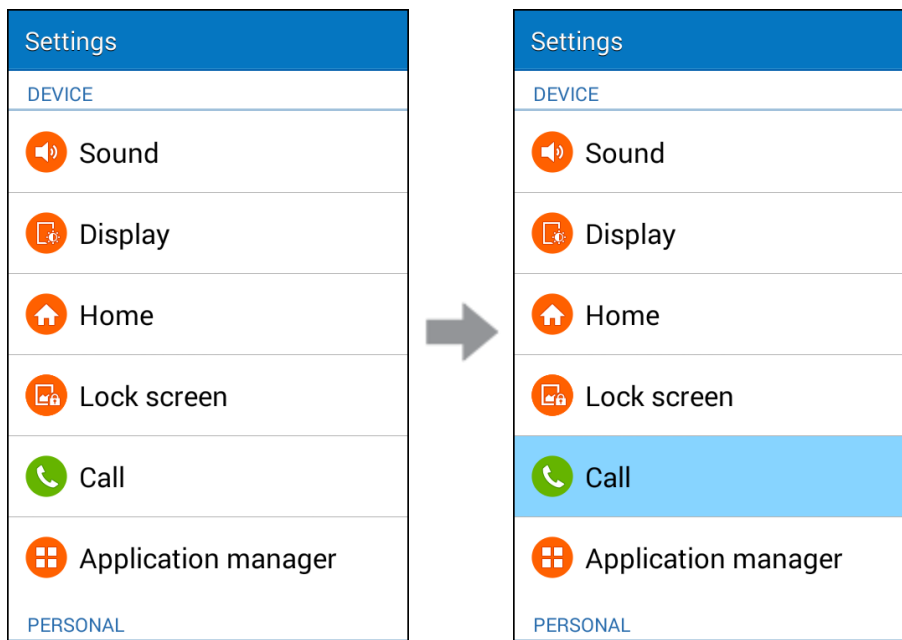 Settings
DEVICE
Sound
Display
Home
Lock screen
Call
Application manager
PERSONAL
Settings
DEVICE
Sound
Display
Home
Lock screen
Call
Application manager
PERSONAL